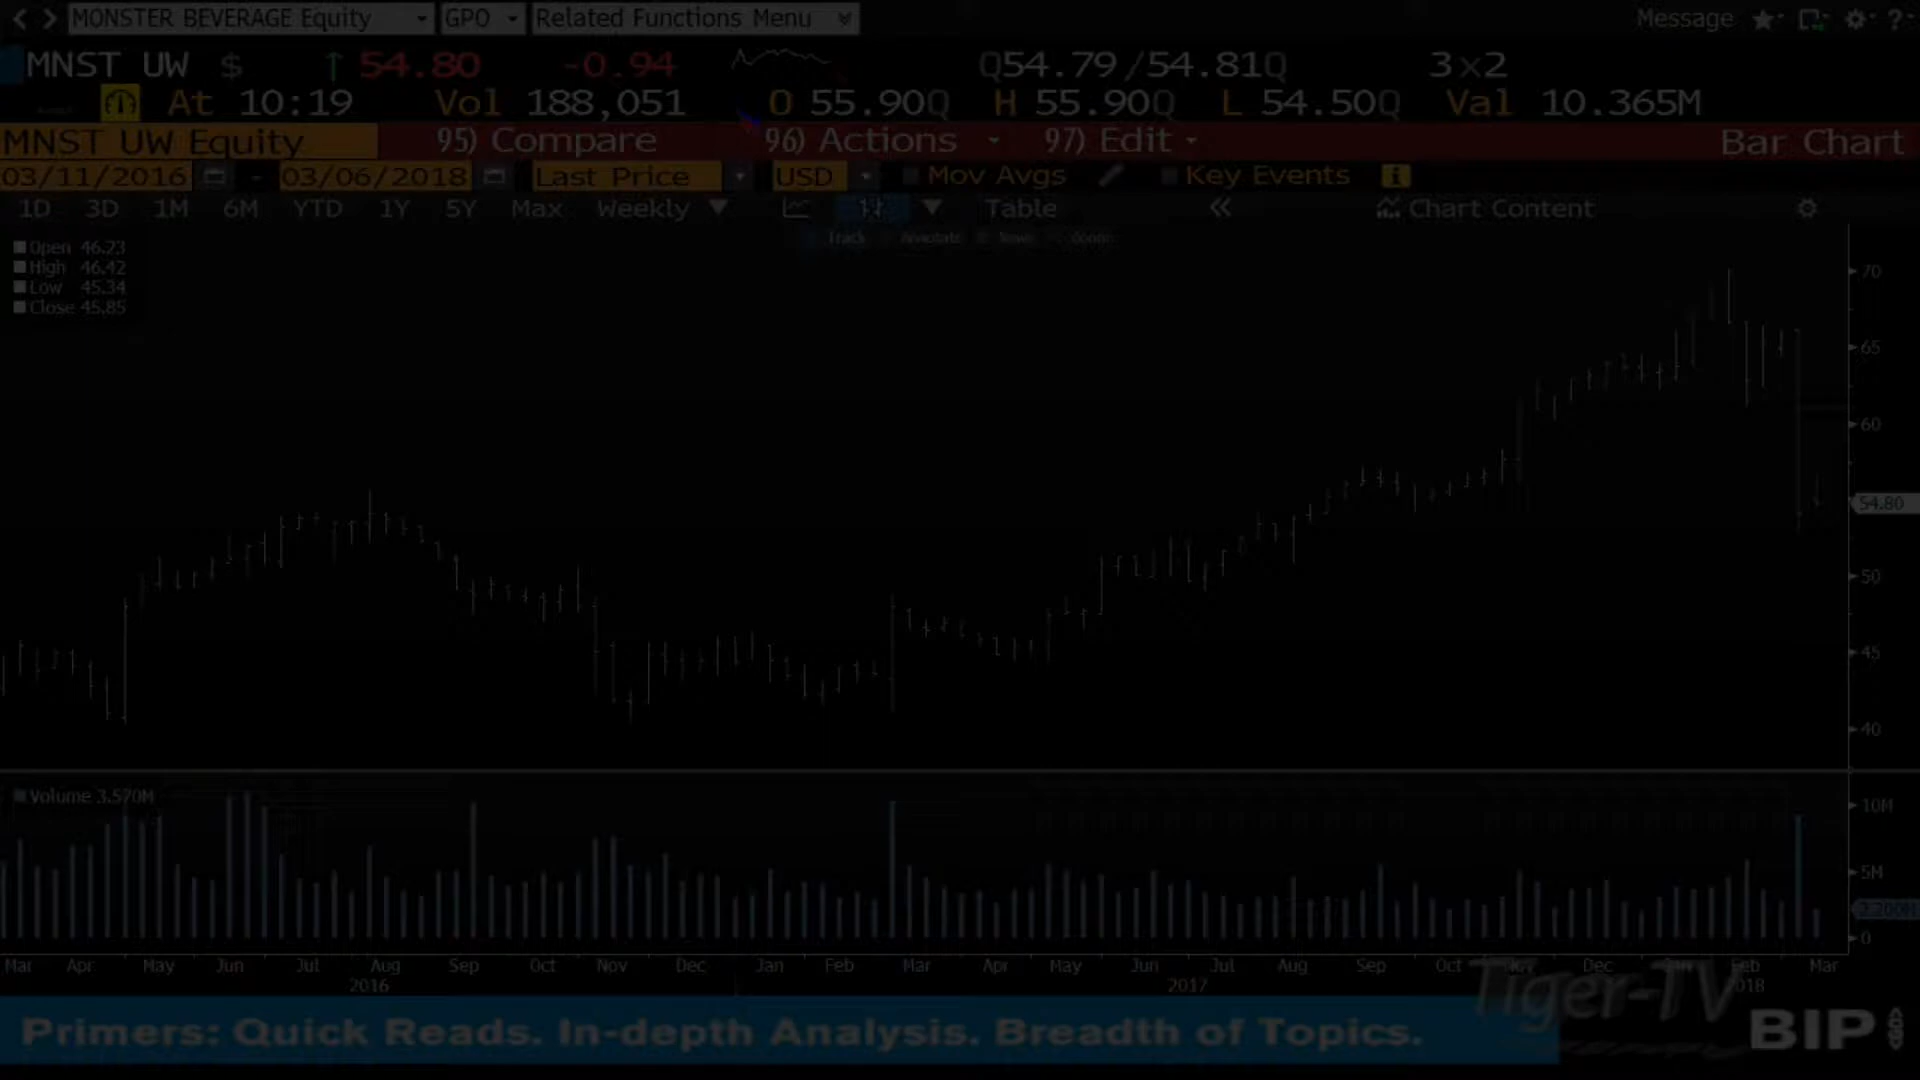 MONSTER BEVERAGE Equity GPO Related Functions Menu Message
MNST UW $ ↑ 54.80 -0.94 Q54.79/54.81Q 3x2
At 10:19 Vol 188,051 O 55.90Q H 55.90Q L 54.50Q Val 10.365M
MNST UW Equity 95) Compare 96) Actions 97) Edit Bar Chart
03/11/2016 - 03/06/2018 Last Price USD Mov Avgs Key Events
1D 3D 1M 6M YTD 1Y 5Y Max Weekly Table « Chart Content
Track Annotate News Zoom
Open 46.23
High 46.42
Low 45.34
Close 45.85
70
65
60
54.80
50
45
40
Volume 3.570M
10M
5M
0
Mar Apr May Jun Jul Aug Sep Oct Nov Dec Jan Feb Mar Apr May Jun Jul Aug Sep Oct Nov Dec Jan Feb Mar
2016 2017 2018
Tiger-TV
Primers: Quick Reads. In-depth Analysis. Breadth of Topics.
BIP